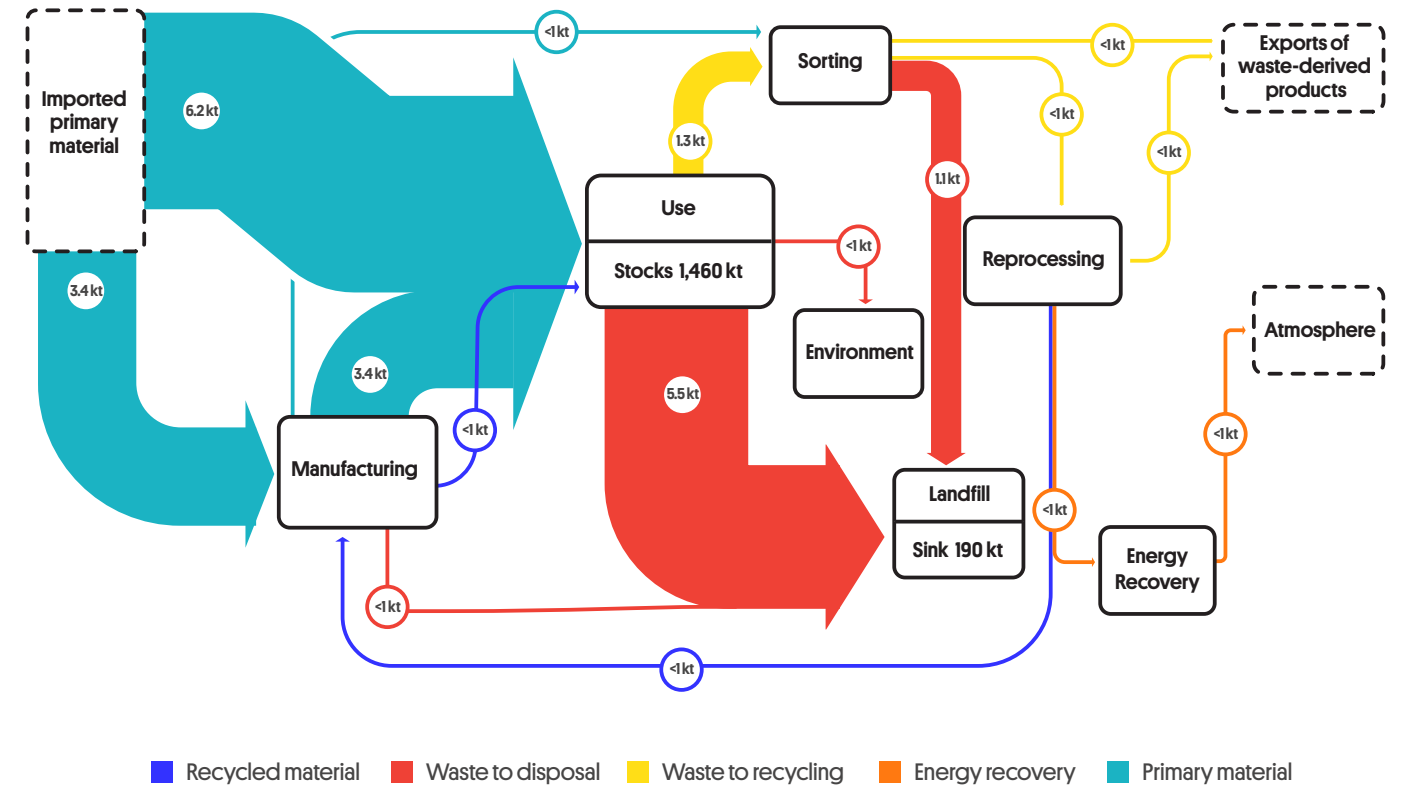 Imported
primary
material
6.2 kt
<1 kt
Sorting
<1 kt
Exports of
waste-derived
products
1.3 kt
<1 kt
<1 kt
1.1 kt
Use
Stocks 1,460 kt
<1 kt
Reprocessing
3.4 kt
Environment
Atmosphere
3.4 kt
5.5 kt
<1 kt
<1 kt
Manufacturing
Landfill
Sink 190 kt
<1 kt
Energy
Recovery
<1 kt
<1 kt
Recycled material
Waste to disposal
Waste to recycling
Energy recovery
Primary material